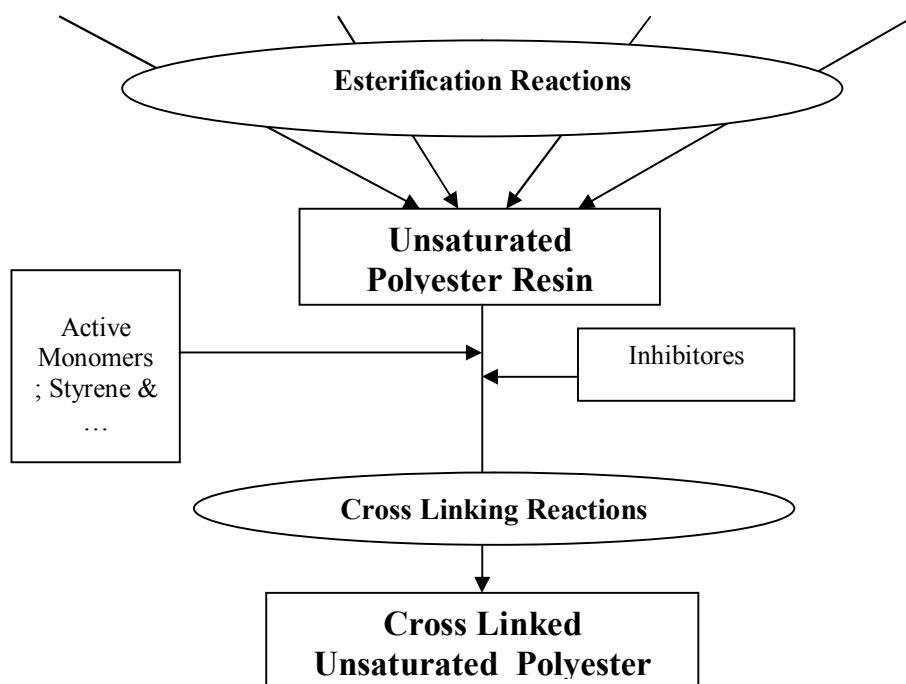 Esterification Reactions
Unsaturated
Polyester Resin
Active
Monomers
; Styrene &
…
Inhibitores
Cross Linking Reactions
Cross Linked
Unsaturated Polyester